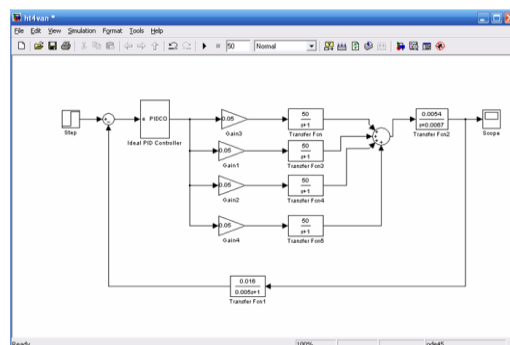 ht4van *
File Edit View Simulation Format Tools Help
50 Normal
Step
PIDCO
Ideal PID Controller
0.05
Gain3
50
s+1
Transfer Fcn
0.0054
s+0.0067
Transfer Fcn2
Scope
0.05
Gain1
50
s+1
Transfer Fcn3
0.05
Gain2
50
s+1
Transfer Fcn4
0.05
Gain4
50
s+1
Transfer Fcn5
0.016
0.005s+1
Transfer Fcn1
Ready 100% ode45